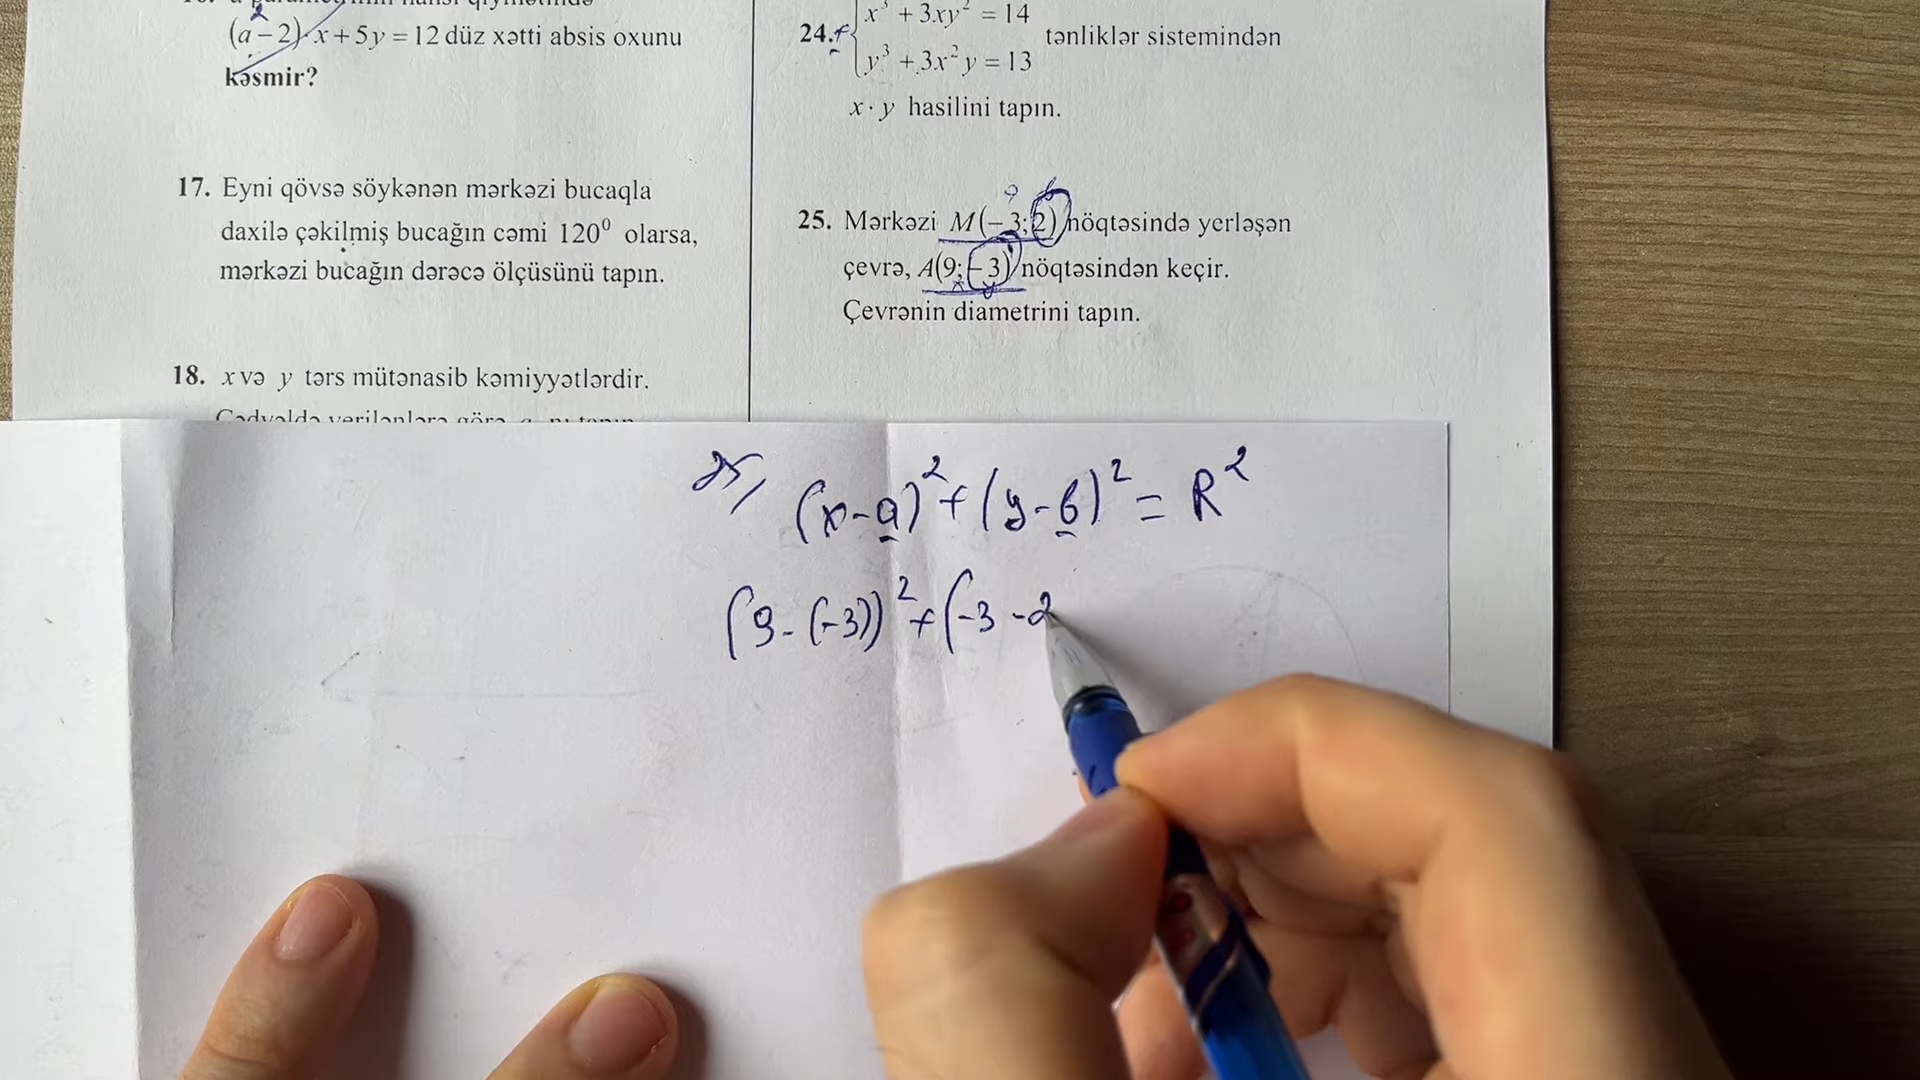 (a − 2)·x + 5y = 12 düz xətti absis oxunu
kəsmir?
17. Eyni qövsə söykənən mərkəzi bucaqla
daxilə çəkilmiş bucağın cəmi 120⁰ olarsa,
mərkəzi bucağın dərəcə ölçüsünü tapın.
18. x və y tərs mütənasib kəmiyyətlərdir.
24. x³ + 3xy² = 14
y³ + 3x²y = 13
tənliklər sistemindən
x · y hasilini tapın.
25. Mərkəzi M(−3;2) nöqtəsində yerləşən
çevrə, A(9;−3) nöqtəsindən keçir.
Çevrənin diametrini tapın.
25, (x-a)² + (y-b)² = R²
(9-(-3))² + (-3-2